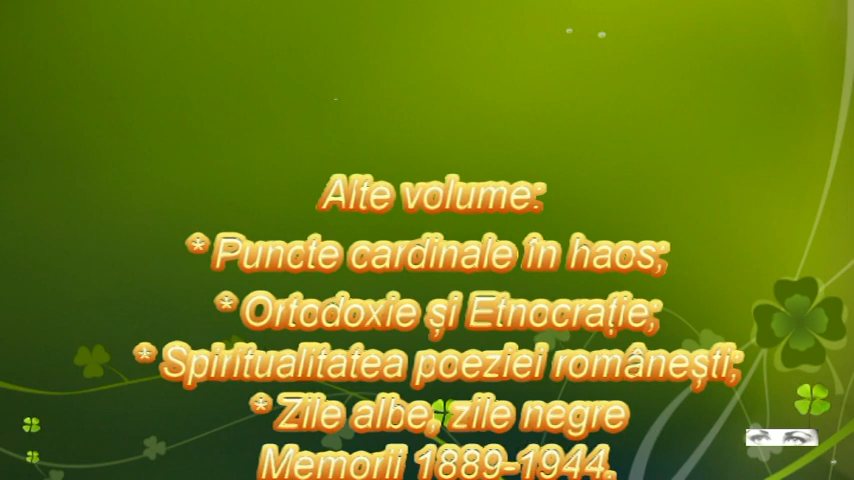 Alte volume:
* Puncte cardinale în haos;
* Ortodoxie și Etnocrație;
* Spiritualitatea poeziei românești;
* Zile albe, zile negre
Memorii 1889-1944.